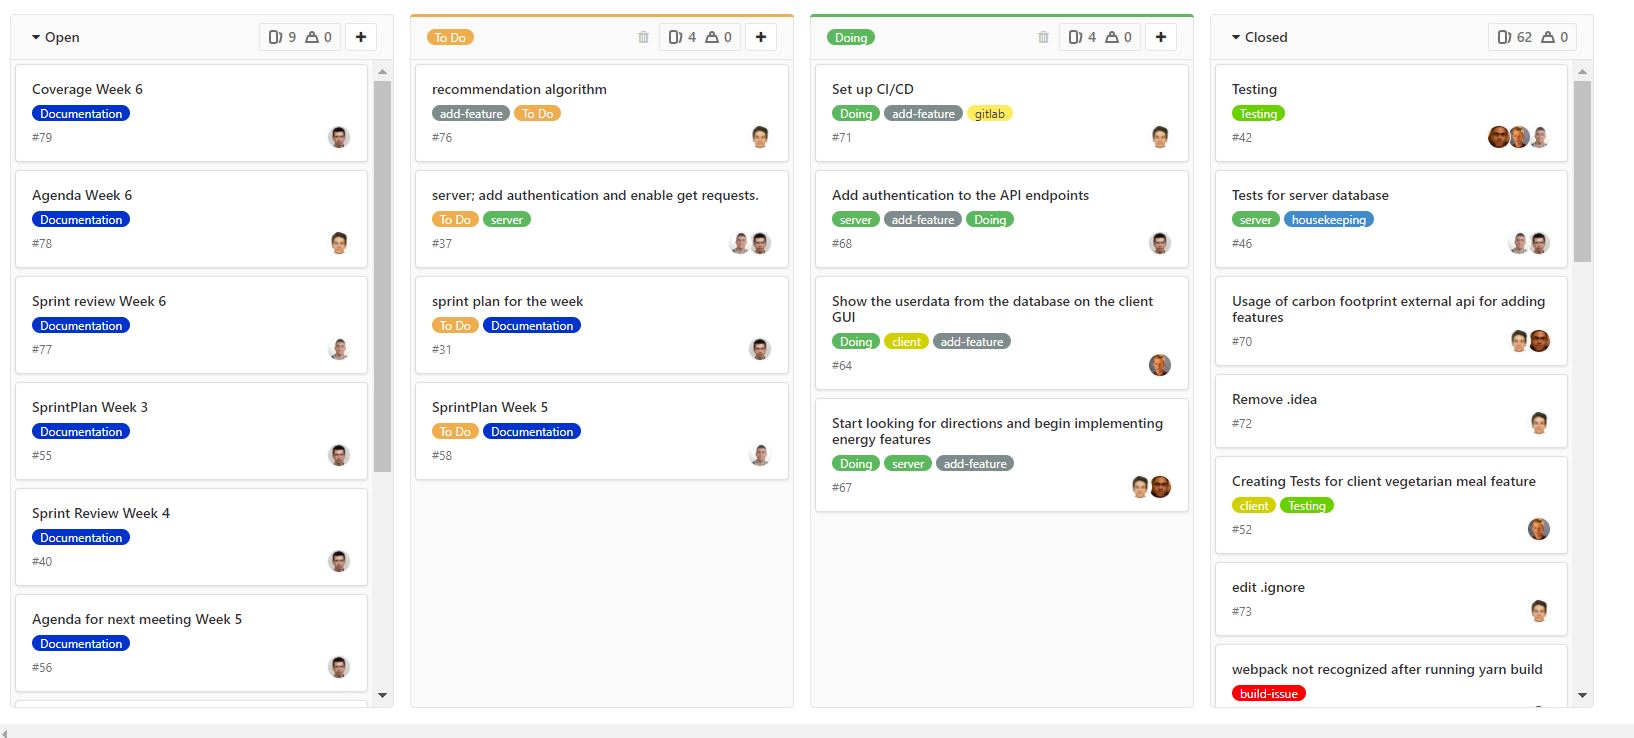 Open 9 0
Coverage Week 6
Documentation
#79
Agenda Week 6
Documentation
#78
Sprint review Week 6
Documentation
#77
SprintPlan Week 3
Documentation
#55
Sprint Review Week 4
Documentation
#40
Agenda for next meeting Week 5
Documentation
#56
To Do 4 0
recommendation algorithm
add-feature To Do
#76
server; add authentication and enable get requests.
To Do server
#37
sprint plan for the week
To Do Documentation
#31
SprintPlan Week 5
To Do Documentation
#58
Doing 4 0
Set up CI/CD
Doing add-feature gitlab
#71
Add authentication to the API endpoints
server add-feature Doing
#68
Show the userdata from the database on the client
GUI
Doing client add-feature
#64
Start looking for directions and begin implementing
energy features
Doing server add-feature
#67
Closed 62 0
Testing
Testing
#42
Tests for server database
server housekeeping
#46
Usage of carbon footprint external api for adding
features
#70
Remove .idea
#72
Creating Tests for client vegetarian meal feature
client Testing
#52
edit .ignore
#73
webpack not recognized after running yarn build
build-issue